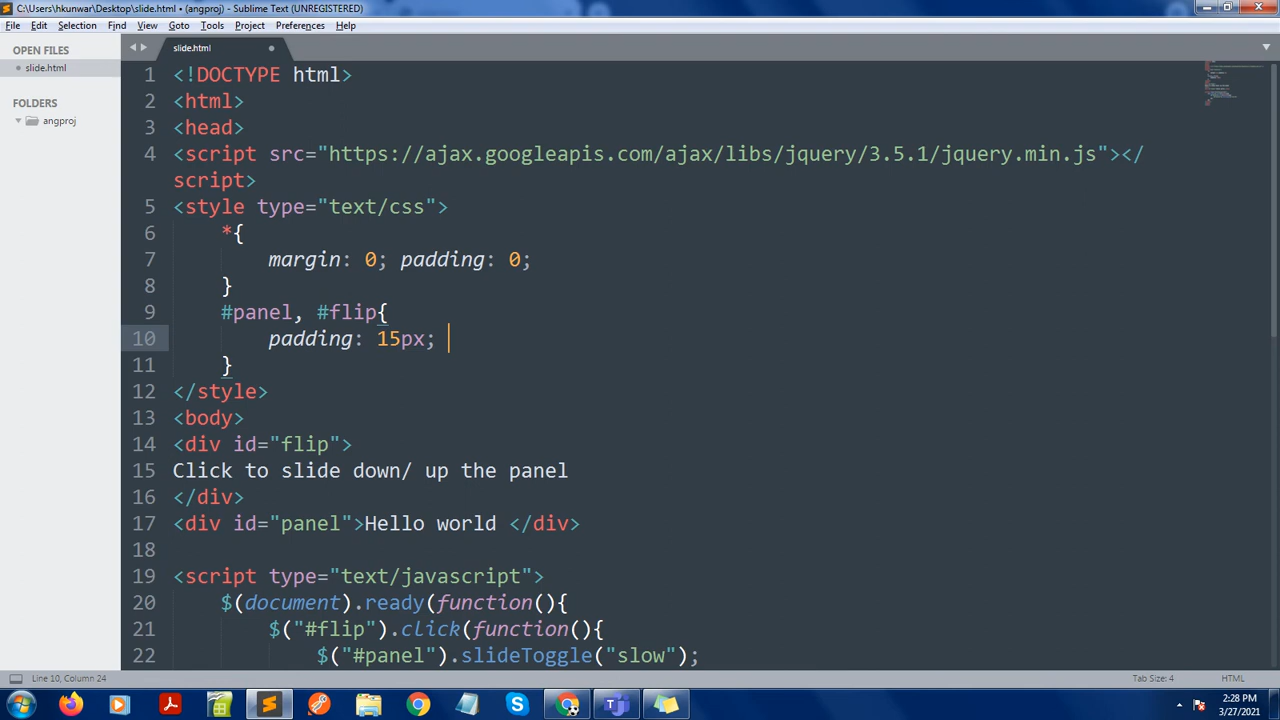 C:\Users\hkunwar\Desktop\slide.html • (angproj) - Sublime Text (UNREGISTERED)
File Edit Selection Find View Goto Tools Project Preferences Help
OPEN FILES
slide.html
FOLDERS
angproj
slide.html
1 <!DOCTYPE html>
2 <html>
3 <head>
4 <script src="https://ajax.googleapis.com/ajax/libs/jquery/3.5.1/jquery.min.js"></
script>
5 <style type="text/css">
6 *{
7 margin: 0; padding: 0;
8 }
9 #panel, #flip{
10 padding: 15px;
11 }
12 </style>
13 <body>
14 <div id="flip">
15 Click to slide down/ up the panel
16 </div>
17 <div id="panel">Hello world </div>
18
19 <script type="text/javascript">
20 $(document).ready(function(){
21 $("#flip").click(function(){
22 $("#panel").slideToggle("slow");
Line 10, Column 24
Tab Size: 4
HTML
2:28 PM
3/27/2021